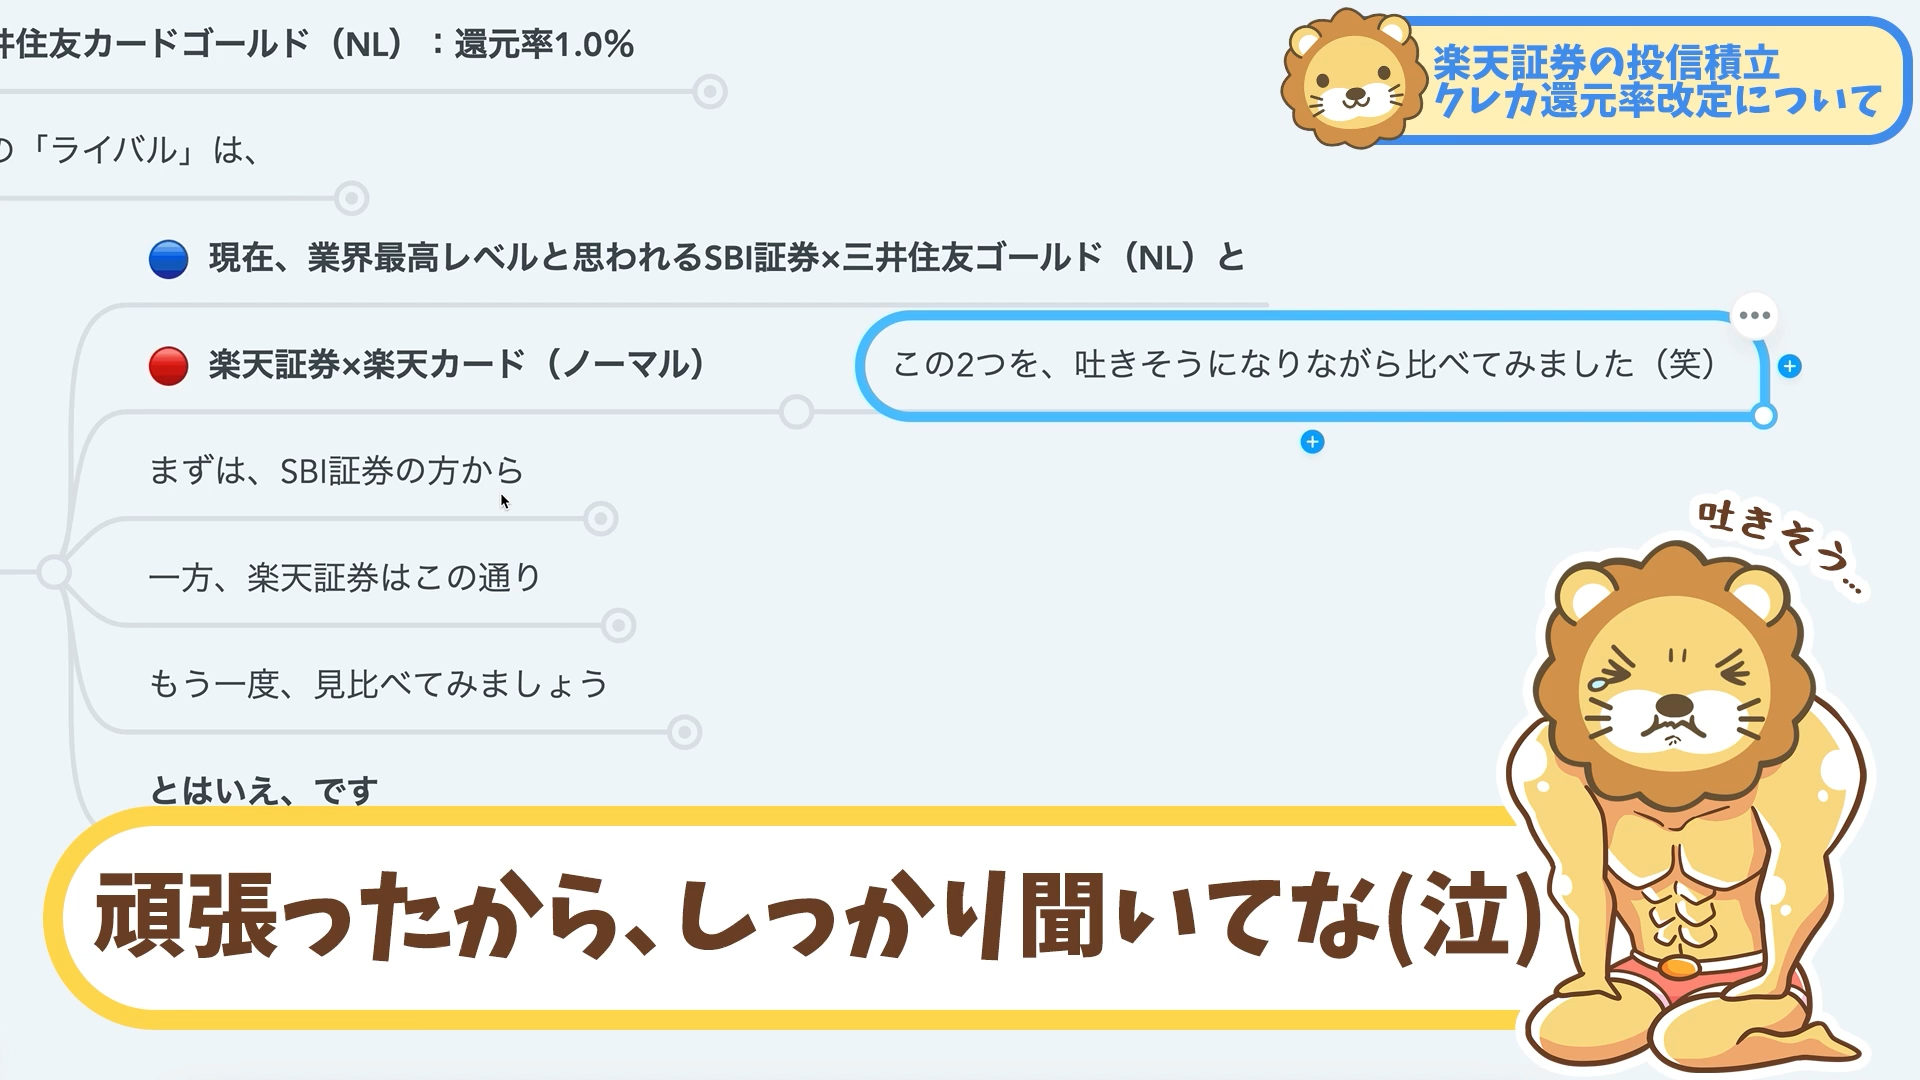 井住友カードゴールド（NL）：還元率1.0%
楽天証券の投信積立
クレカ還元率改定について
の「ライバル」は、
現在、業界最高レベルと思われるSBI証券×三井住友ゴールド（NL）と
楽天証券×楽天カード（ノーマル）
この2つを、吐きそうになりながら比べてみました（笑）
まずは、SBI証券の方から
一方、楽天証券はこの通り
もう一度、見比べてみましょう
とはいえ、です
吐きそう…
頑張ったから、しっかり聞いてな(泣)